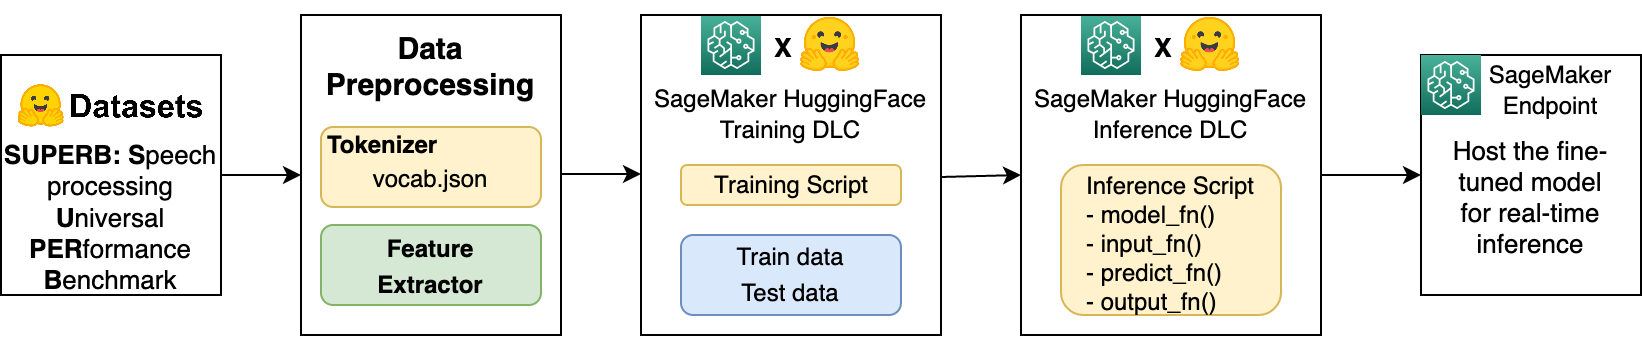 Datasets
SUPERB: Speech
processing
Universal
PERformance
Benchmark
Data
Preprocessing
Tokenizer
vocab.json
Feature
Extractor
X
SageMaker HuggingFace
Training DLC
Training Script
Train data
Test data
X
SageMaker HuggingFace
Inference DLC
Inference Script
- model_fn()
- input_fn()
- predict_fn()
- output_fn()
SageMaker
Endpoint
Host the fine-
tuned model
for real-time
inference